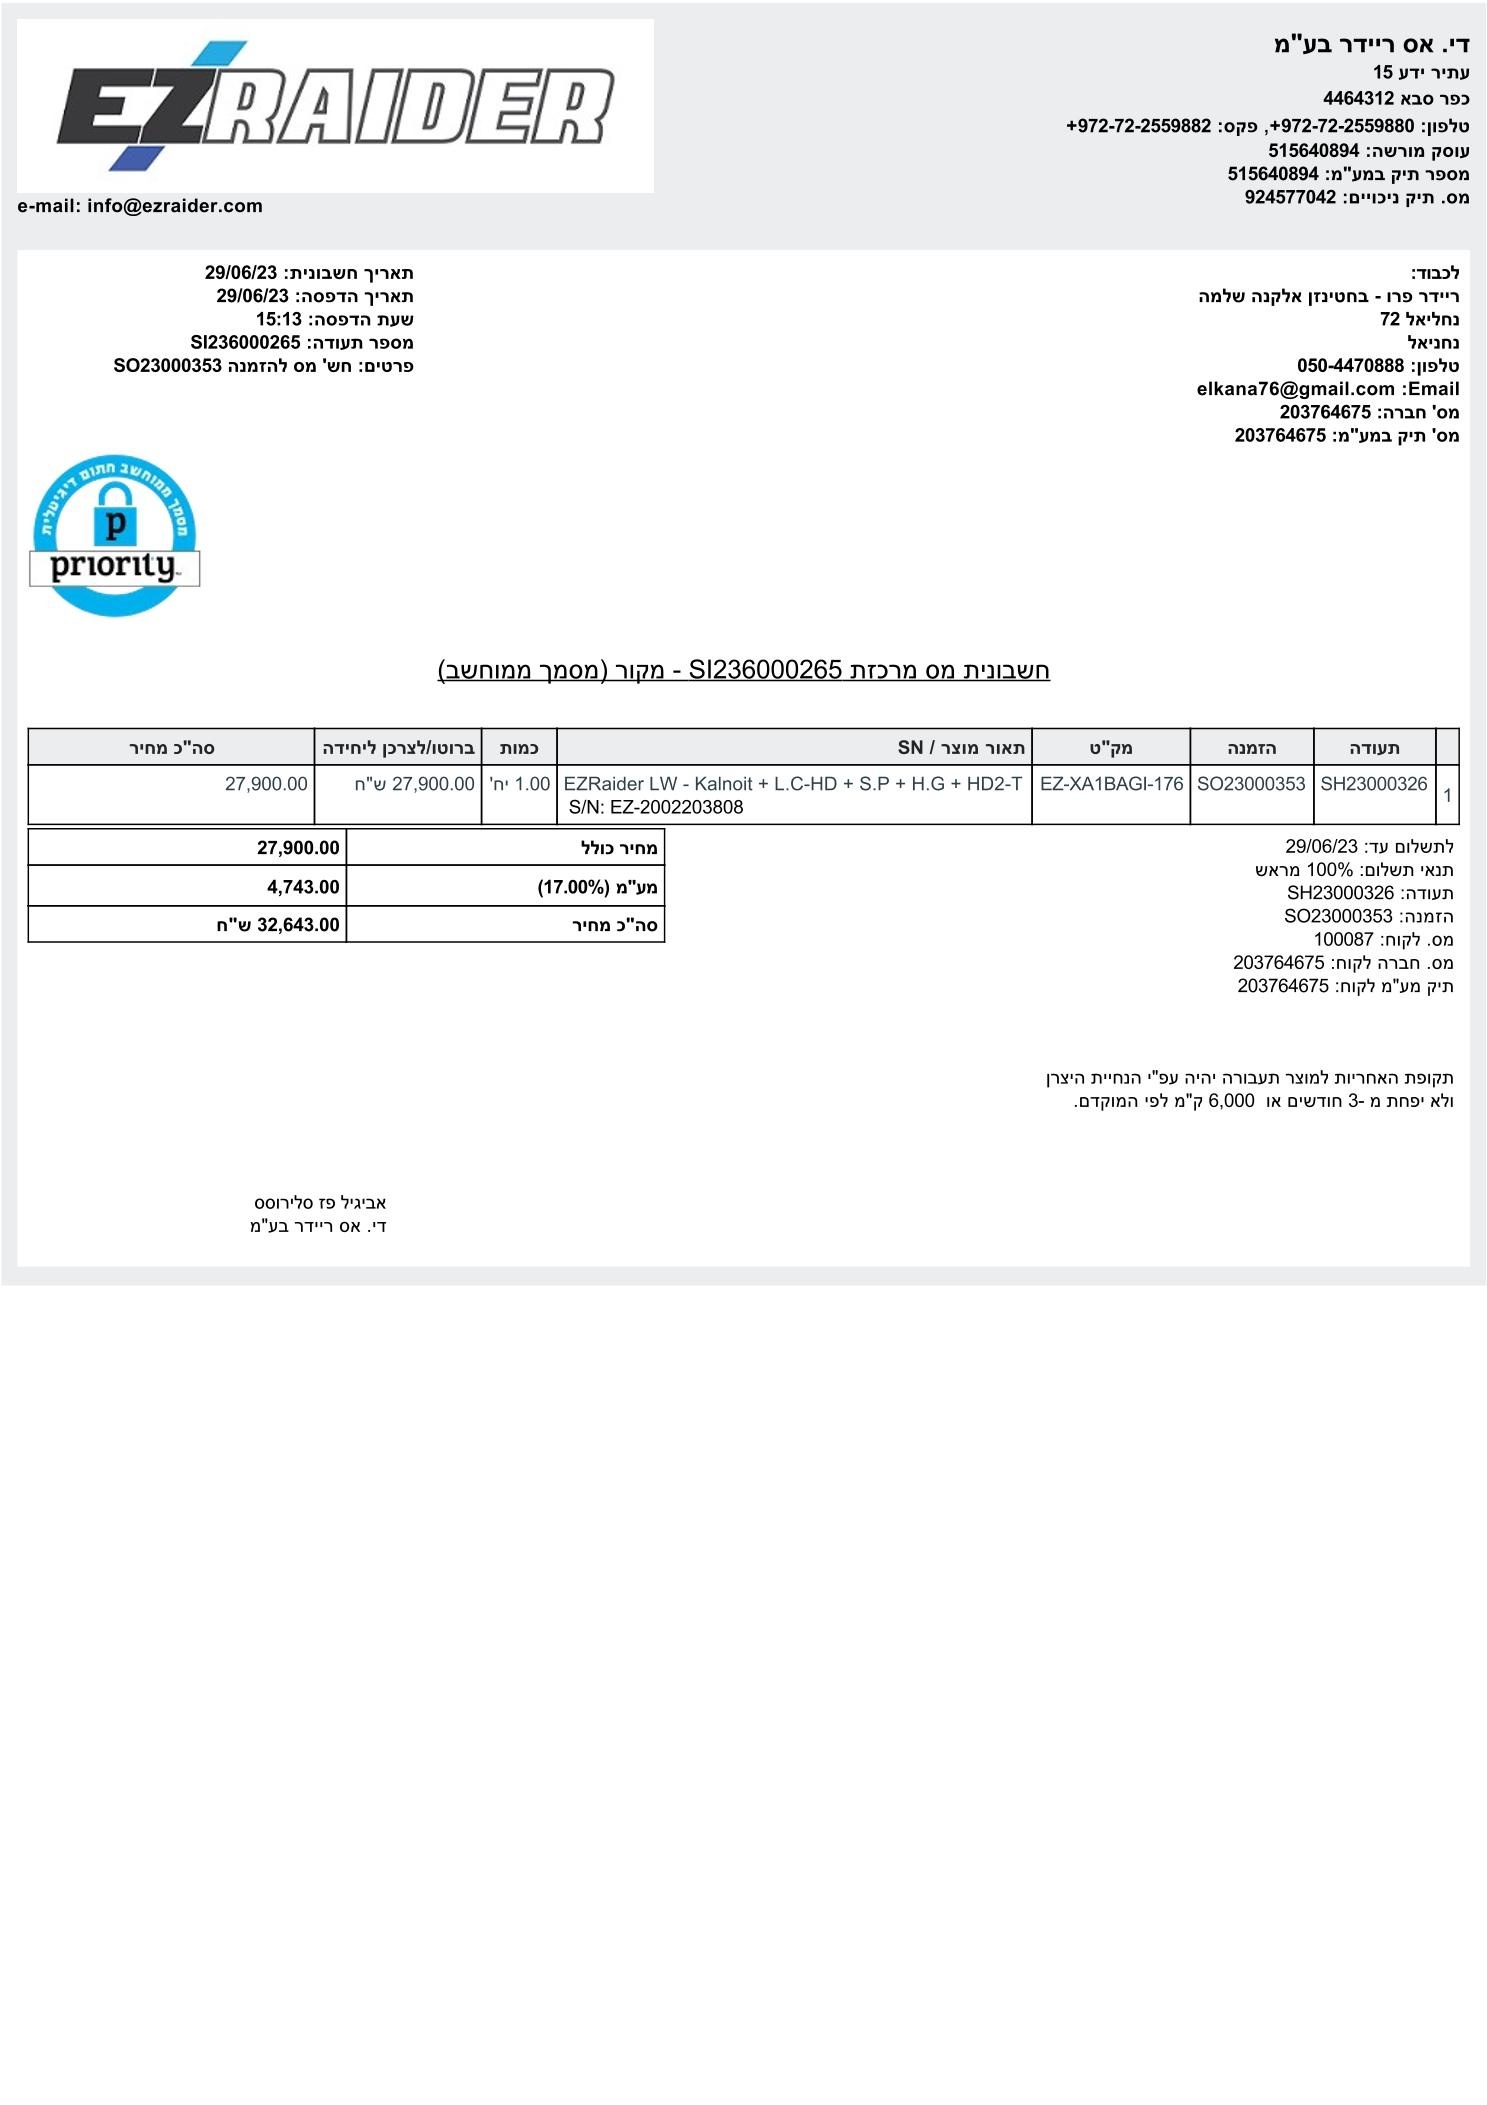 די. אס ריידר בע"מ
עתיר ידע 15
כפר סבא 4464312
טלפון: 972-72-2559880+, פקס: 972-72-2559882+
עוסק מורשה: 515640894
מספר תיק במע"מ: 515640894
מס. תיק ניכויים: 924577042
EZRAIDER
e-mail: info@ezraider.com
לכבוד:
ריידר פרו - בחטינזן אלקנה שלמה
נחליאל 72
נחניאל
טלפון: 050-4470888
Email: elkana76@gmail.com
מס' חברה: 203764675
מס' תיק במע"מ: 203764675
תאריך חשבונית: 29/06/23
תאריך הדפסה: 29/06/23
שעת הדפסה: 15:13
מספר תעודה: SI236000265
פרטים: חש' מס להזמנה SO23000353
מסמך ממוחשב חתום דיגיטלית
p
priority
חשבונית מס מרכזת SI236000265 - מקור (מסמך ממוחשב)
תעודה הזמנה מק"ט תאור מוצר / SN כמות ברוטו/לצרכן ליחידה סה"כ מחיר
1 SH23000326 SO23000353 EZ-XA1BAGI-176 EZRaider LW - Kalnoit + L.C-HD + S.P + H.G + HD2-T 1.00 יח' 27,900.00 ש"ח 27,900.00
S/N: EZ-2002203808
מחיר כולל 27,900.00
מע"מ (17.00%) 4,743.00
סה"כ מחיר 32,643.00 ש"ח
לתשלום עד: 29/06/23
תנאי תשלום: 100% מראש
תעודה: SH23000326
הזמנה: SO23000353
מס. לקוח: 100087
מס. חברה לקוח: 203764675
תיק מע"מ לקוח: 203764675
תקופת האחריות למוצר תעבורה יהיה עפ"י הנחיית היצרן
ולא יפחת מ -3 חודשים או 6,000 ק"מ לפי המוקדם.
אביגיל פז סלירוסס
די. אס ריידר בע"מ